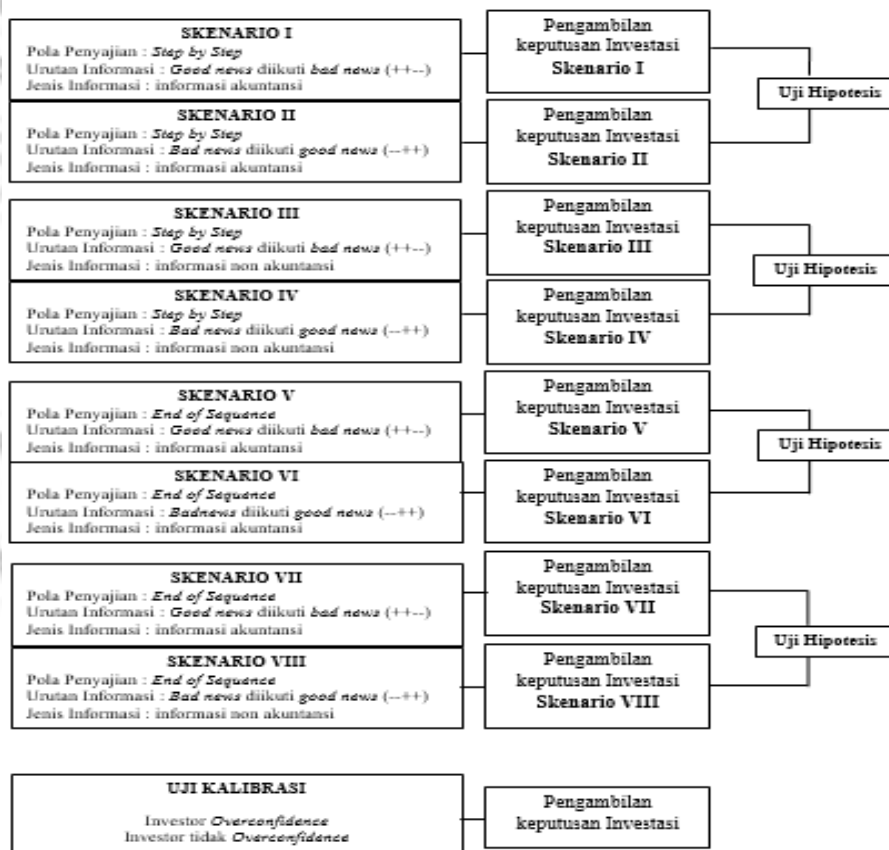 SKENARIO I
Pola Penyajian : Step by Step
Urutan Informasi : Good news diikuti bad news (++--)
Jenis Informasi : informasi akuntansi
Pengambilan
keputusan Investasi
Skenario I
SKENARIO II
Pola Penyajian : Step by Step
Urutan Informasi : Bad news diikuti good news (--++)
Jenis Informasi : informasi akuntansi
Pengambilan
keputusan Investasi
Skenario II
Uji Hipotesis
SKENARIO III
Pola Penyajian : Step by Step
Urutan Informasi : Good news diikuti bad news (++--)
Jenis Informasi : informasi non akuntansi
Pengambilan
keputusan Investasi
Skenario III
SKENARIO IV
Pola Penyajian : Step by Step
Urutan Informasi : Bad news diikuti good news (--++)
Jenis Informasi : informasi non akuntansi
Pengambilan
keputusan Investasi
Skenario IV
Uji Hipotesis
SKENARIO V
Pola Penyajian : End of Sequence
Urutan Informasi : Good news diikuti bad news (++--)
Jenis Informasi : informasi akuntansi
Pengambilan
keputusan Investasi
Skenario V
SKENARIO VI
Pola Penyajian : End of Sequence
Urutan Informasi : Badnews diikuti good news (--++)
Jenis Informasi : informasi akuntansi
Pengambilan
keputusan Investasi
Skenario VI
Uji Hipotesis
SKENARIO VII
Pola Penyajian : End of Sequence
Urutan Informasi : Good news diikuti bad news (++--)
Jenis Informasi : informasi akuntansi
Pengambilan
keputusan Investasi
Skenario VII
SKENARIO VIII
Pola Penyajian : End of Sequence
Urutan Informasi : Bad news diikuti good news (--++)
Jenis Informasi : informasi non akuntansi
Pengambilan
keputusan Investasi
Skenario VIII
Uji Hipotesis
UJI KALIBRASI
Investor Overconfidence
Investor tidak Overconfidence
Pengambilan
keputusan Investasi